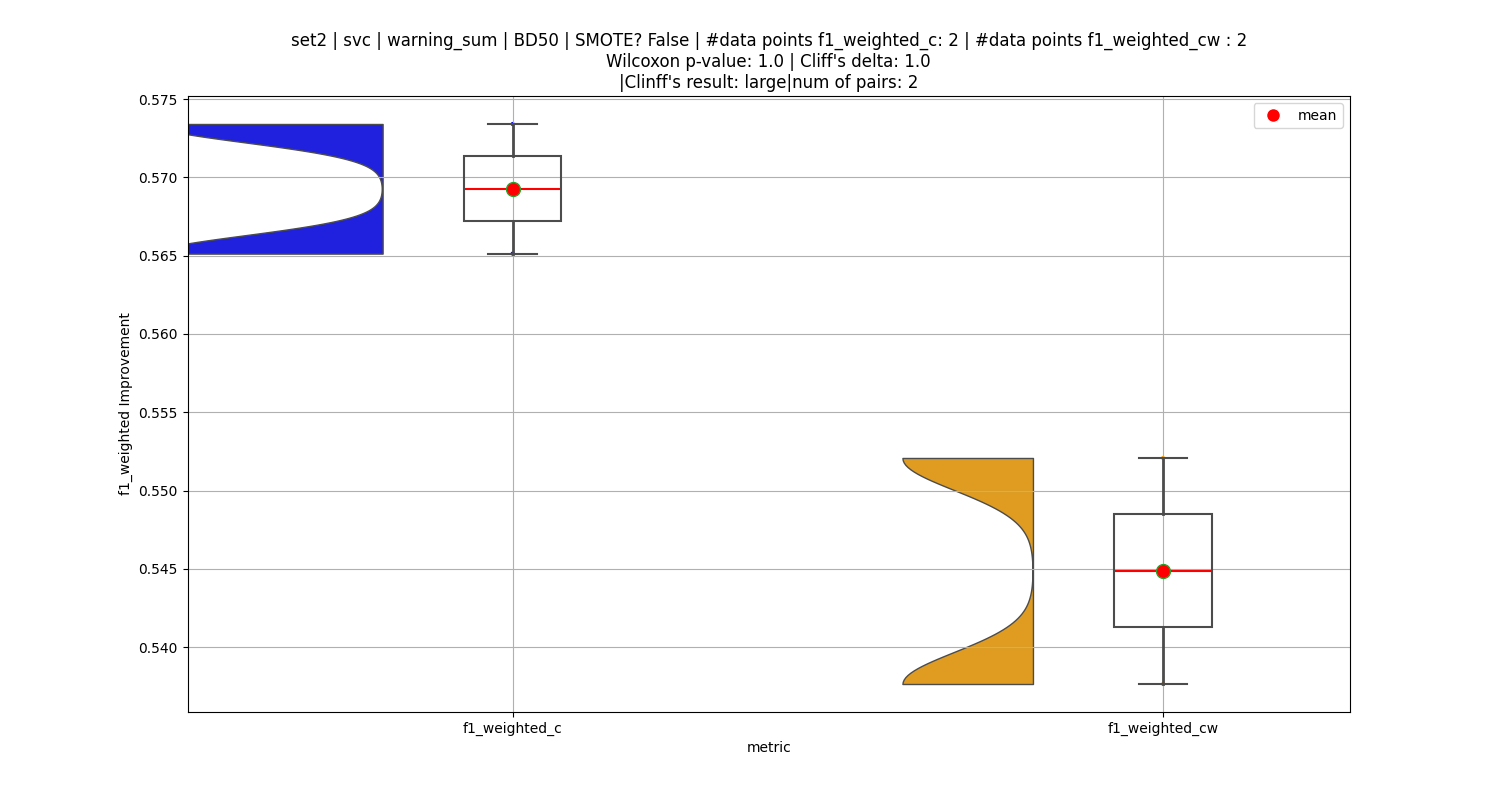 set2 | svc | warning_sum | BD50 | SMOTE? False | #data points f1_weighted_c: 2 | #data points f1_weighted_cw : 2
Wilcoxon p-value: 1.0 | Cliff's delta: 1.0
|Clinff's result: large|num of pairs: 2
mean
0.575
0.570
0.565
0.560
0.555
0.550
0.545
0.540
f1_weighted Improvement
f1_weighted_c
f1_weighted_cw
metric